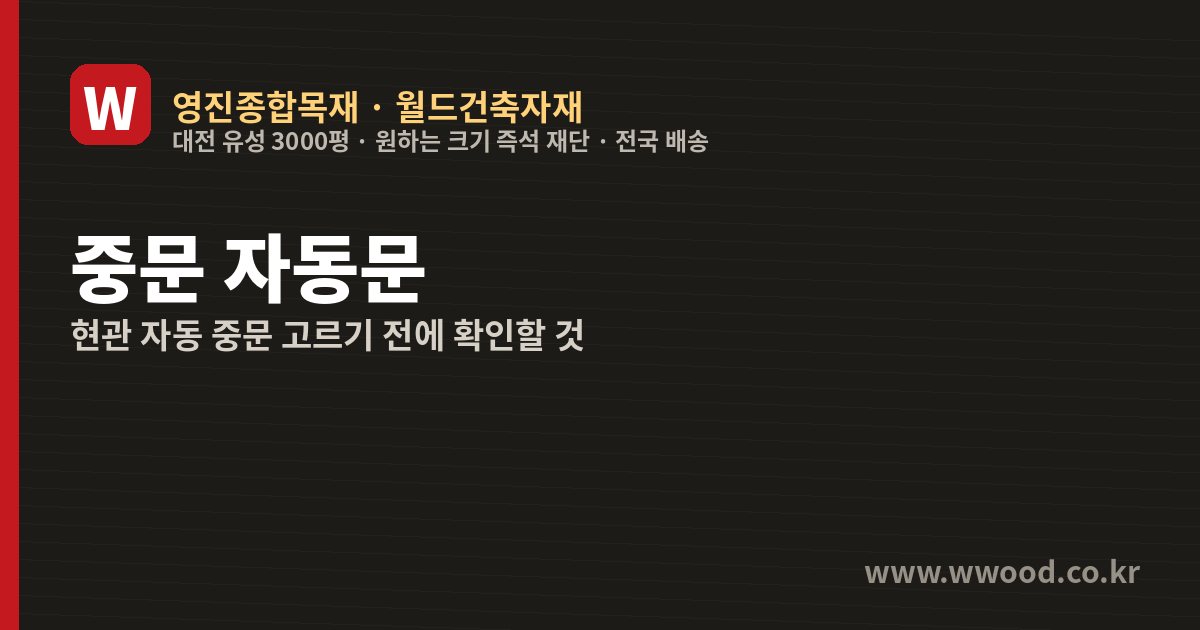 W
영진종합목재 · 월드건축자재
대전 유성 3000평 · 원하는 크기 즉석 재단 · 전국 배송
중문 자동문
현관 자동 중문 고르기 전에 확인할 것
www.wwood.co.kr